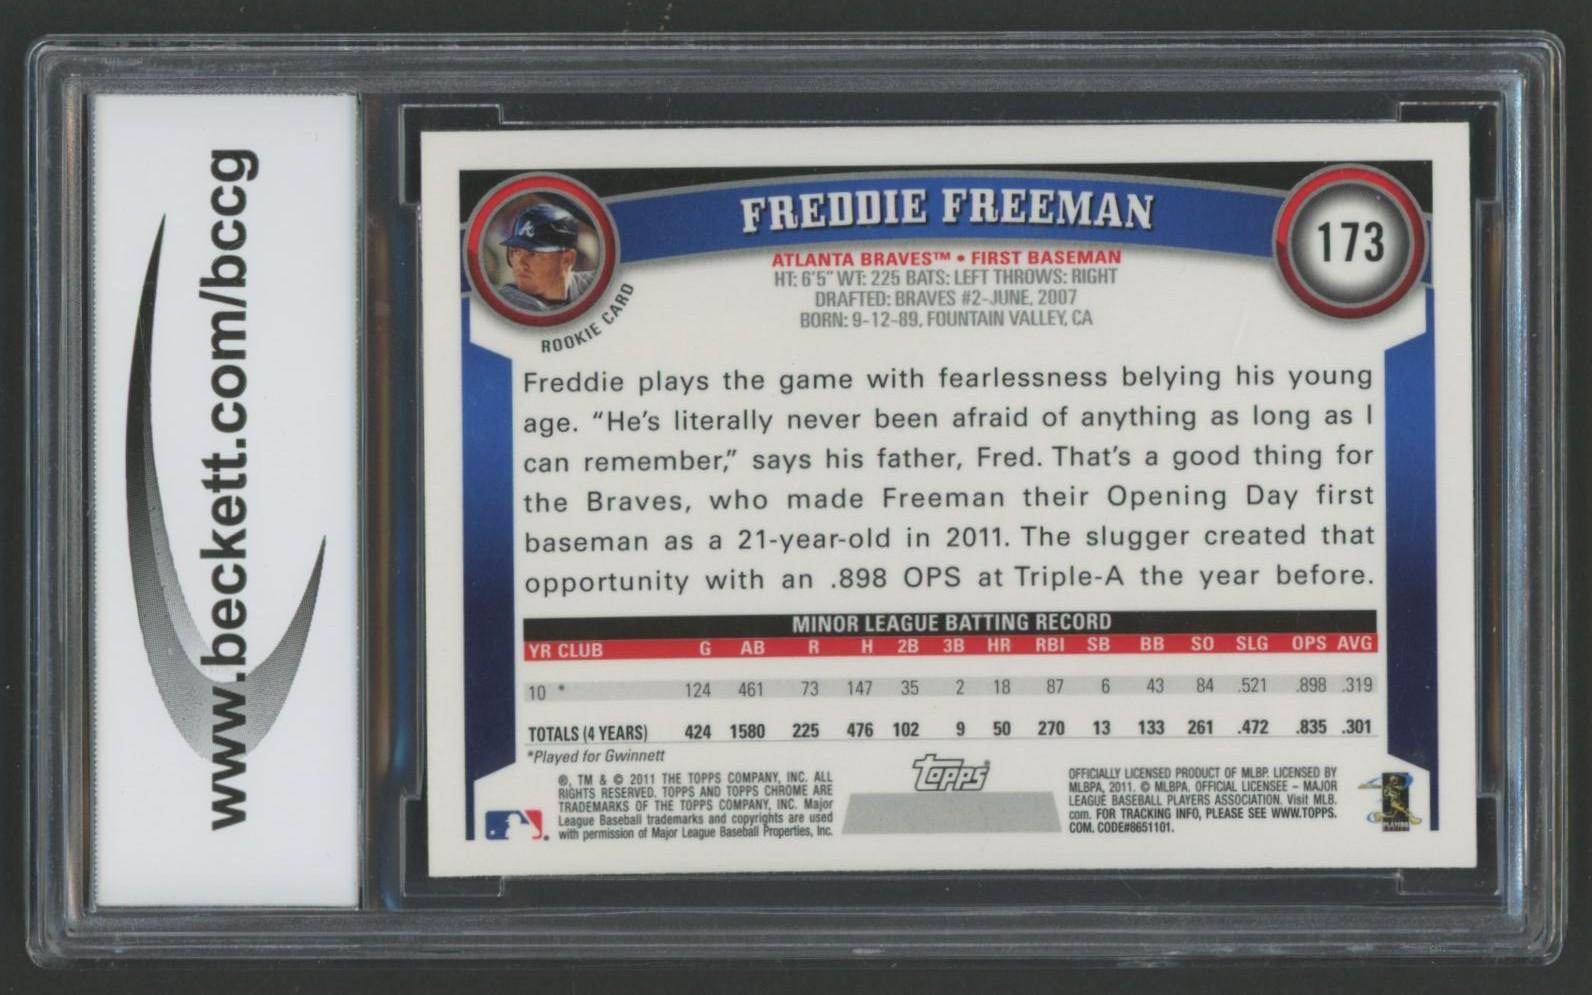 www.beckett.com/bccg
FREDDIE FREEMAN
173
ROOKIE CARD
ATLANTA BRAVES™ • FIRST BASEMAN
HT: 6'5" WT: 225 BATS: LEFT THROWS: RIGHT
DRAFTED: BRAVES #2-JUNE, 2007
BORN: 9-12-89, FOUNTAIN VALLEY, CA
Freddie plays the game with fearlessness belying his young
age. “He’s literally never been afraid of anything as long as I
can remember,” says his father, Fred. That’s a good thing for
the Braves, who made Freeman their Opening Day first
baseman as a 21-year-old in 2011. The slugger created that
opportunity with an .898 OPS at Triple-A the year before.
MINOR LEAGUE BATTING RECORD
YR CLUB G AB R H 2B 3B HR RBI SB BB SO SLG OPS AVG
10 * 124 461 73 147 35 2 18 87 6 43 84 .521 .898 .319
TOTALS (4 YEARS) 424 1580 225 476 102 9 50 270 13 133 261 .472 .835 .301
*Played for Gwinnett
®, TM & © 2011 THE TOPPS COMPANY, INC. ALL
RIGHTS RESERVED. TOPPS AND TOPPS CHROME ARE
TRADEMARKS OF THE TOPPS COMPANY, INC. Major
League Baseball trademarks and copyrights are used
with permission of Major League Baseball Properties, Inc.
Topps®
OFFICIALLY LICENSED PRODUCT OF MLBP. LICENSED BY
MLBPA, 2011. © MLBPA. OFFICIAL LICENSEE – MAJOR
LEAGUE BASEBALL PLAYERS ASSOCIATION. Visit MLB.
com. FOR TRACKING INFO, PLEASE SEE WWW.TOPPS.
COM. CODE#8651101.